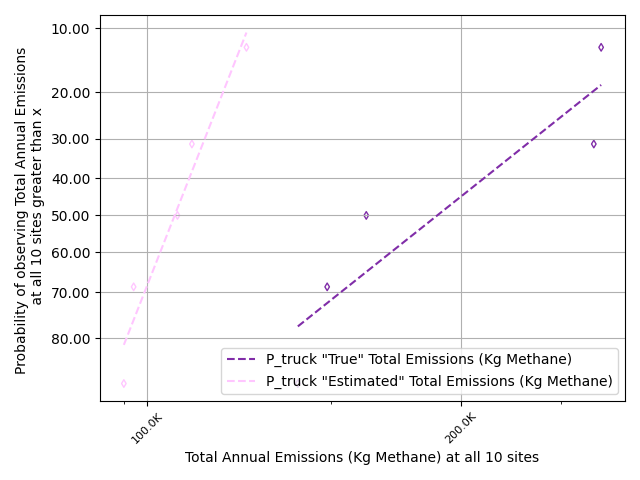 10.00
20.00
30.00
40.00
50.00
60.00
70.00
80.00
Probability of observing Total Annual Emissions
at all 10 sites greater than x
P_truck "True" Total Emissions (Kg Methane)
P_truck "Estimated" Total Emissions (Kg Methane)
100.0K
200.0K
Total Annual Emissions (Kg Methane) at all 10 sites